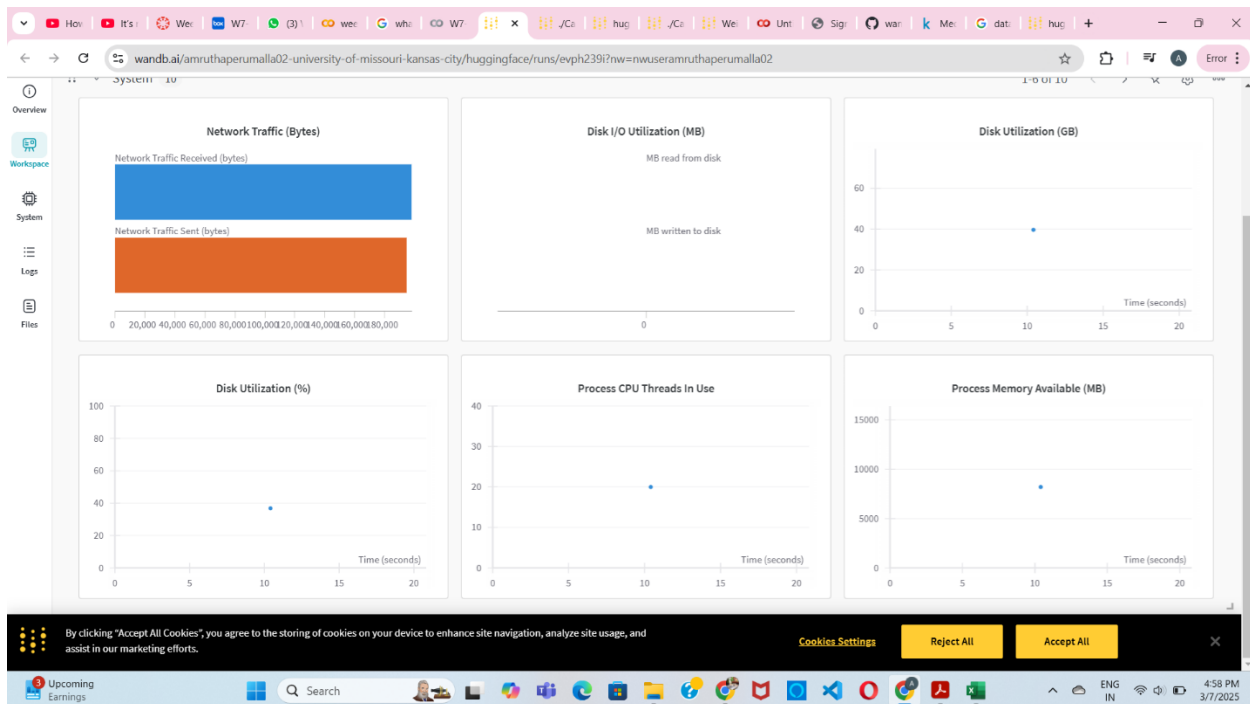 How
It's
Wee
box W7-
(3)
wee
G wha
W7
./Ca
hug
./Ca
Wei
Unt
Sigr
war
k Me
G dat
hug
wandb.ai/amruthaperumalla02-university-of-missouri-kansas-city/huggingface/runs/evph239i?nw=nwuseramruthaperumalla02
A
Error
System 10
1-6 of 10
Overview
Workspace
System
Logs
Files
Network Traffic (Bytes)
Network Traffic Received (bytes)
Network Traffic Sent (bytes)
0 20,000 40,000 60,000 80,000 100,000 120,000 140,000 160,000 180,000
Disk I/O Utilization (MB)
MB read from disk
MB written to disk
0
Disk Utilization (GB)
60
40
20
0
Time (seconds)
0 5 10 15 20
Disk Utilization (%)
100
80
60
40
20
0
Time (seconds)
0 5 10 15 20
Process CPU Threads In Use
40
30
20
10
0
Time (seconds)
0 5 10 15 20
Process Memory Available (MB)
15000
10000
5000
0
Time (seconds)
0 5 10 15 20
By clicking "Accept All Cookies", you agree to the storing of cookies on your device to enhance site navigation, analyze site usage, and
assist in our marketing efforts.
Cookies Settings
Reject All
Accept All
3
Upcoming
Earnings
Search
ENG
IN
4:58 PM
3/7/2025